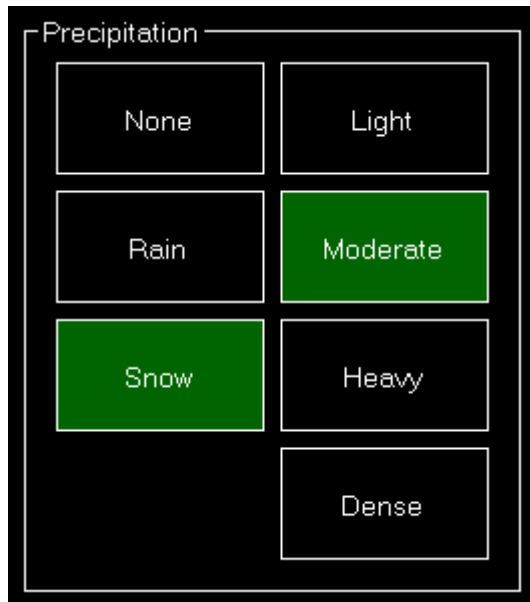 Precipitation
None
Light
Rain
Moderate
Snow
Heavy
Dense